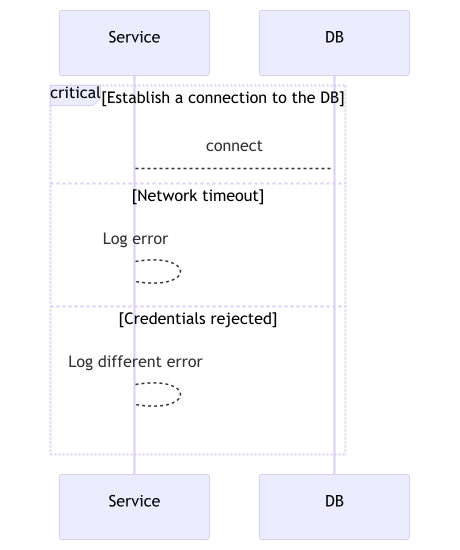 Service
DB
critical
[Establish a connection to the DB]
connect
[Network timeout]
Log error
[Credentials rejected]
Log different error
Service
DB